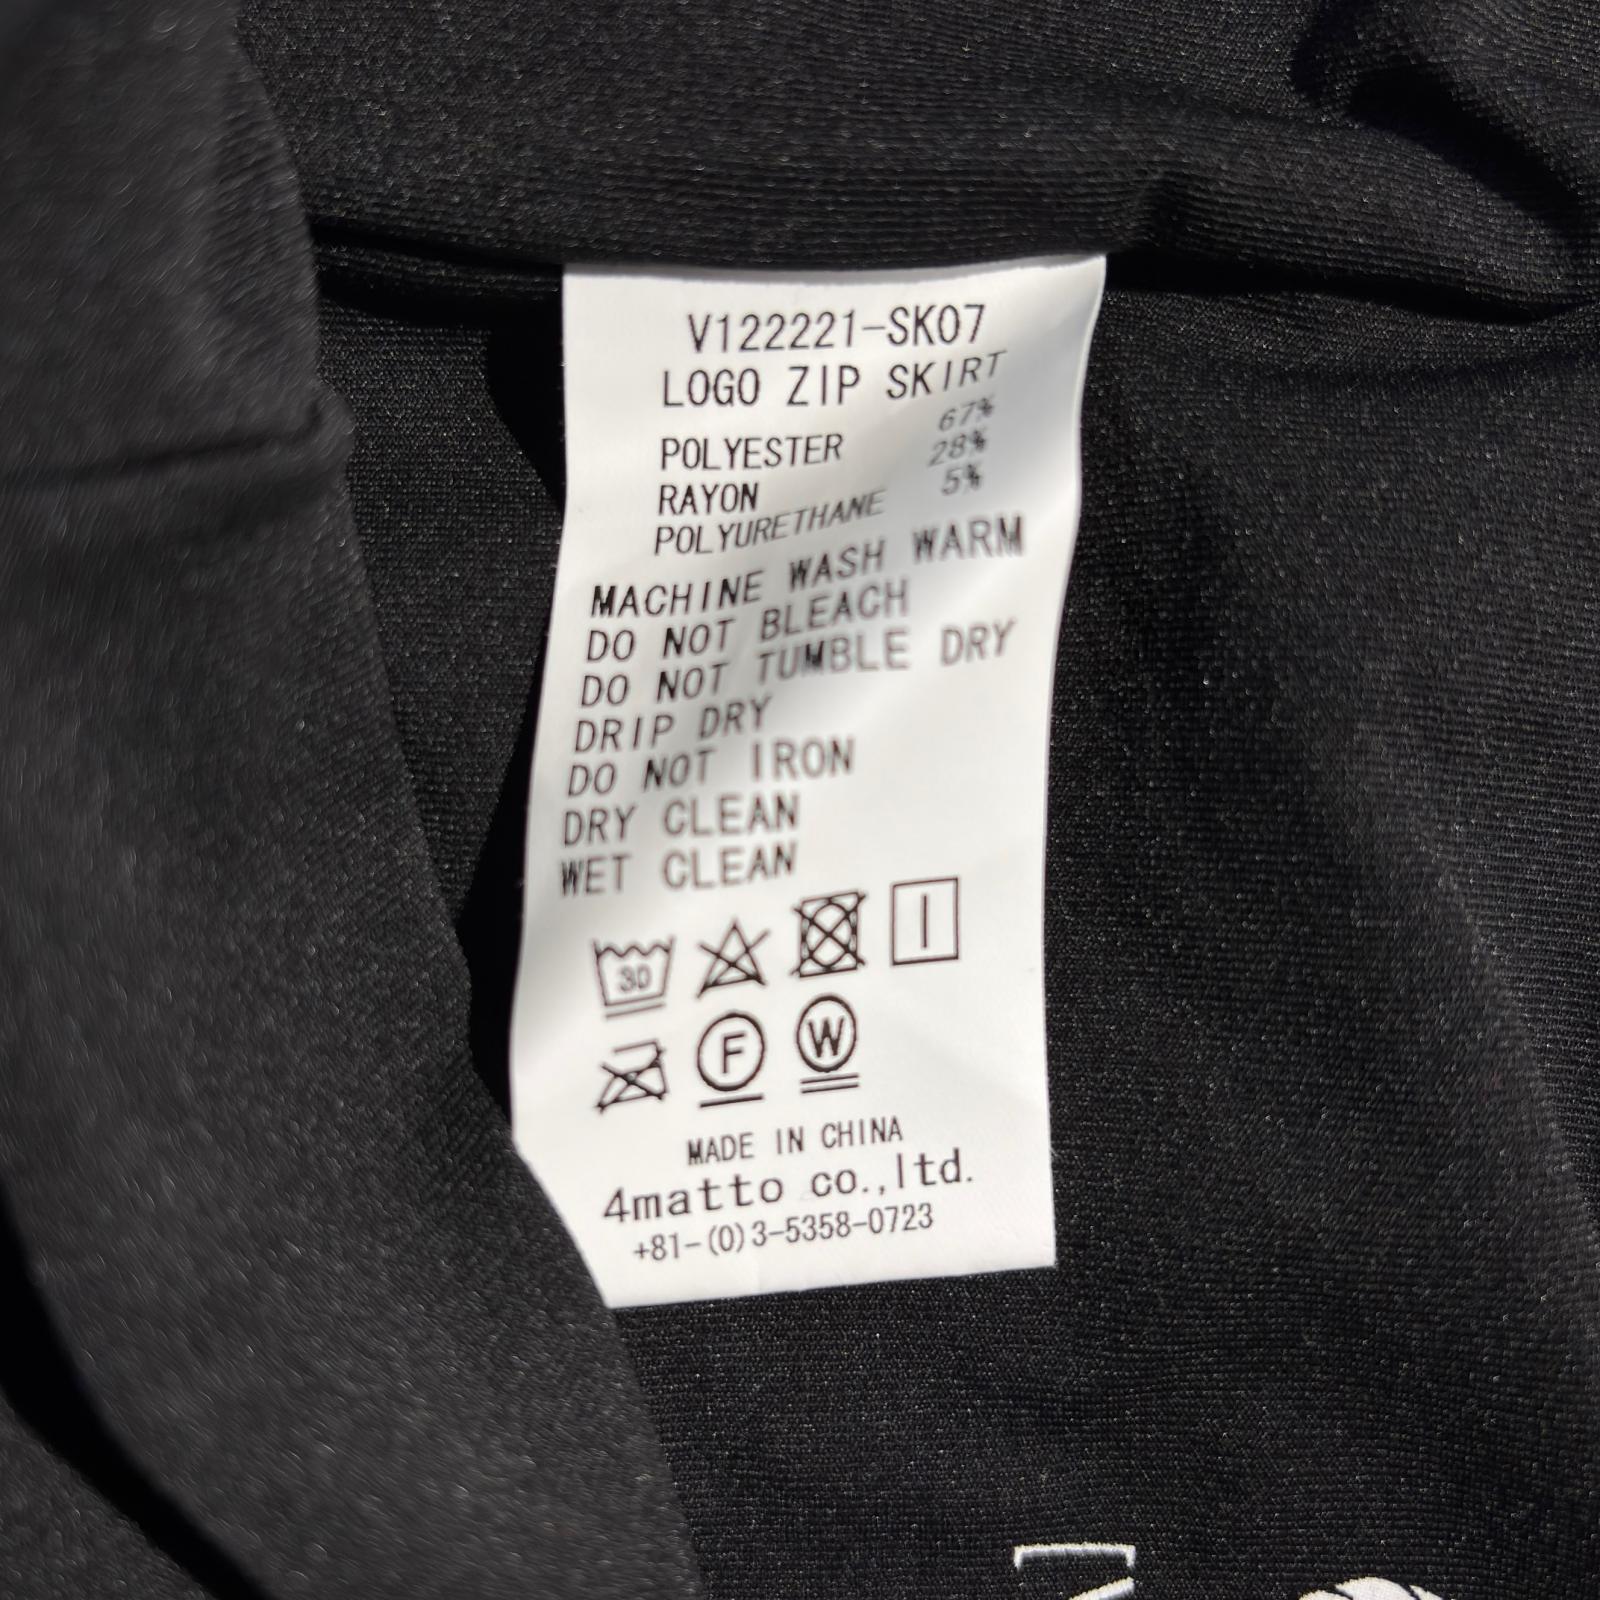 V122221-SK07
LOGO ZIP SKIRT
POLYESTER 67%
RAYON 28%
POLYURETHANE 5%
MACHINE WASH WARM
DO NOT BLEACH
DO NOT TUMBLE DRY
DRIP DRY
DO NOT IRON
DRY CLEAN
WET CLEAN
30
F W
MADE IN CHINA
4matto co.,ltd.
+81-(0)3-5358-0723